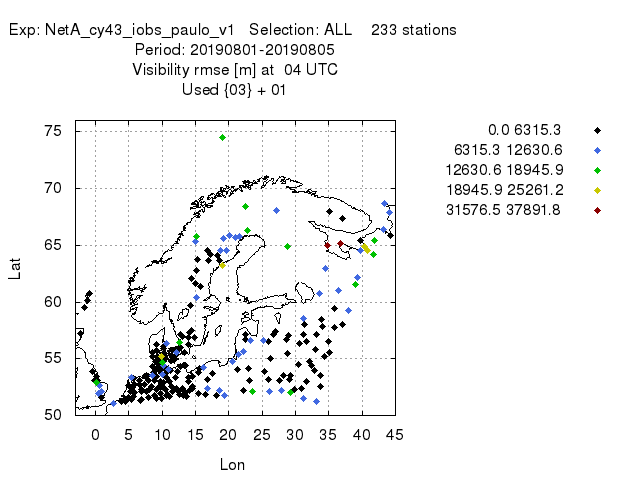 Exp: NetA_cy43_iobs_paulo_v1   Selection: ALL    233 stations
Period: 20190801-20190805
Visibility rmse [m] at  04 UTC
Used {03} + 01
0.0 6315.3
6315.3 12630.6
12630.6 18945.9
18945.9 25261.2
31576.5 37891.8
75
70
65
60
55
50
Lat
0 5 10 15 20 25 30 35 40 45
Lon